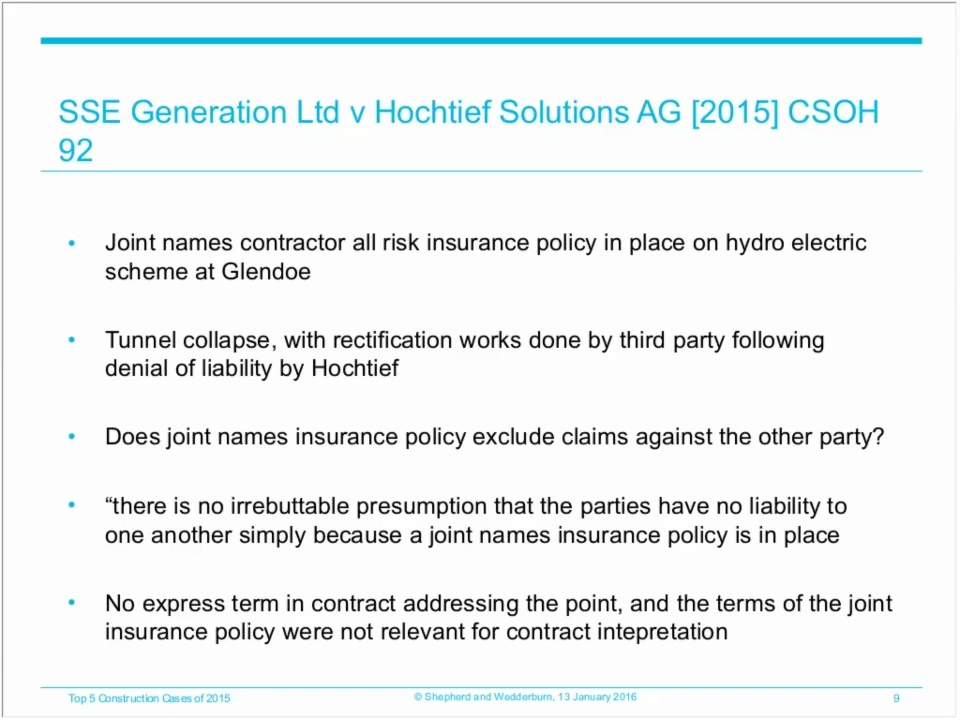 SSE Generation Ltd v Hochtief Solutions AG [2015] CSOH
92
• Joint names contractor all risk insurance policy in place on hydro electric
scheme at Glendoe
• Tunnel collapse, with rectification works done by third party following
denial of liability by Hochtief
• Does joint names insurance policy exclude claims against the other party?
• “there is no irrebuttable presumption that the parties have no liability to
one another simply because a joint names insurance policy is in place
• No express term in contract addressing the point, and the terms of the joint
insurance policy were not relevant for contract intepretation
Top 5 Construction Cases of 2015
© Shepherd and Wedderburn, 13 January 2016
9